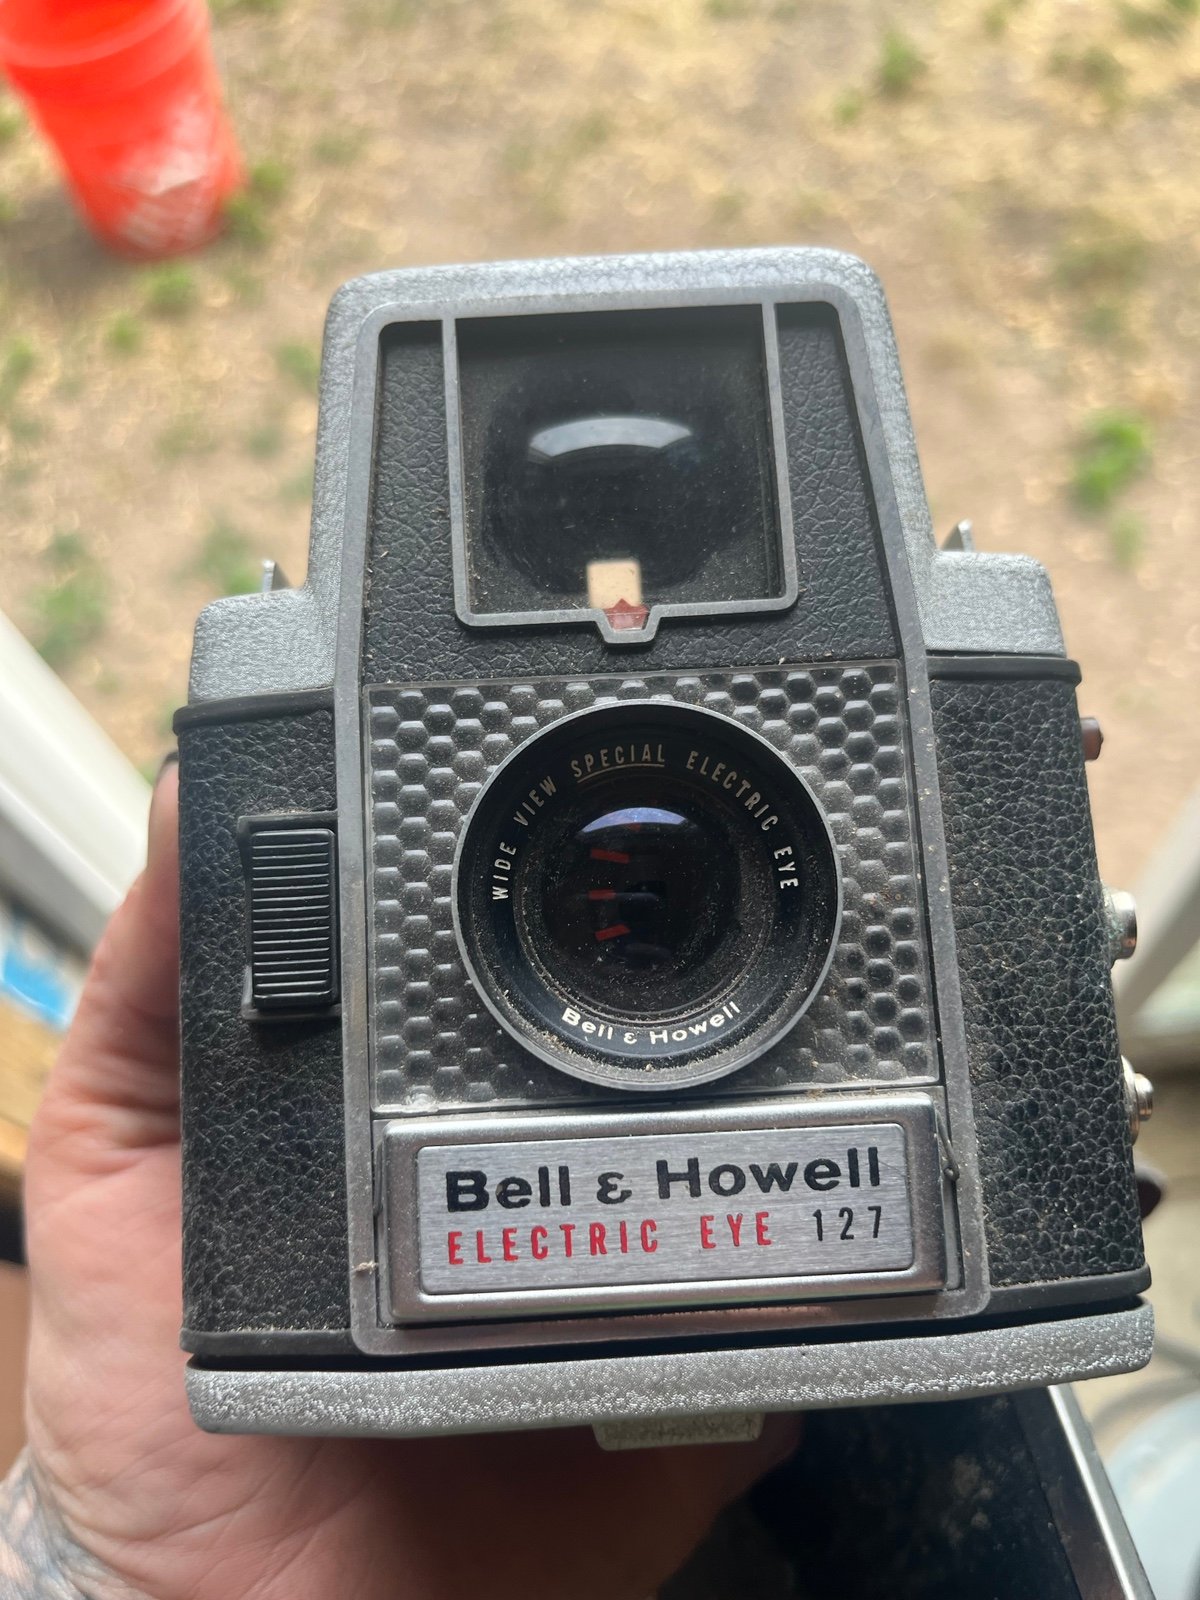 WIDE VIEW SPECIAL ELECTRIC EYE
Bell & Howell
Bell & Howell
ELECTRIC EYE 127